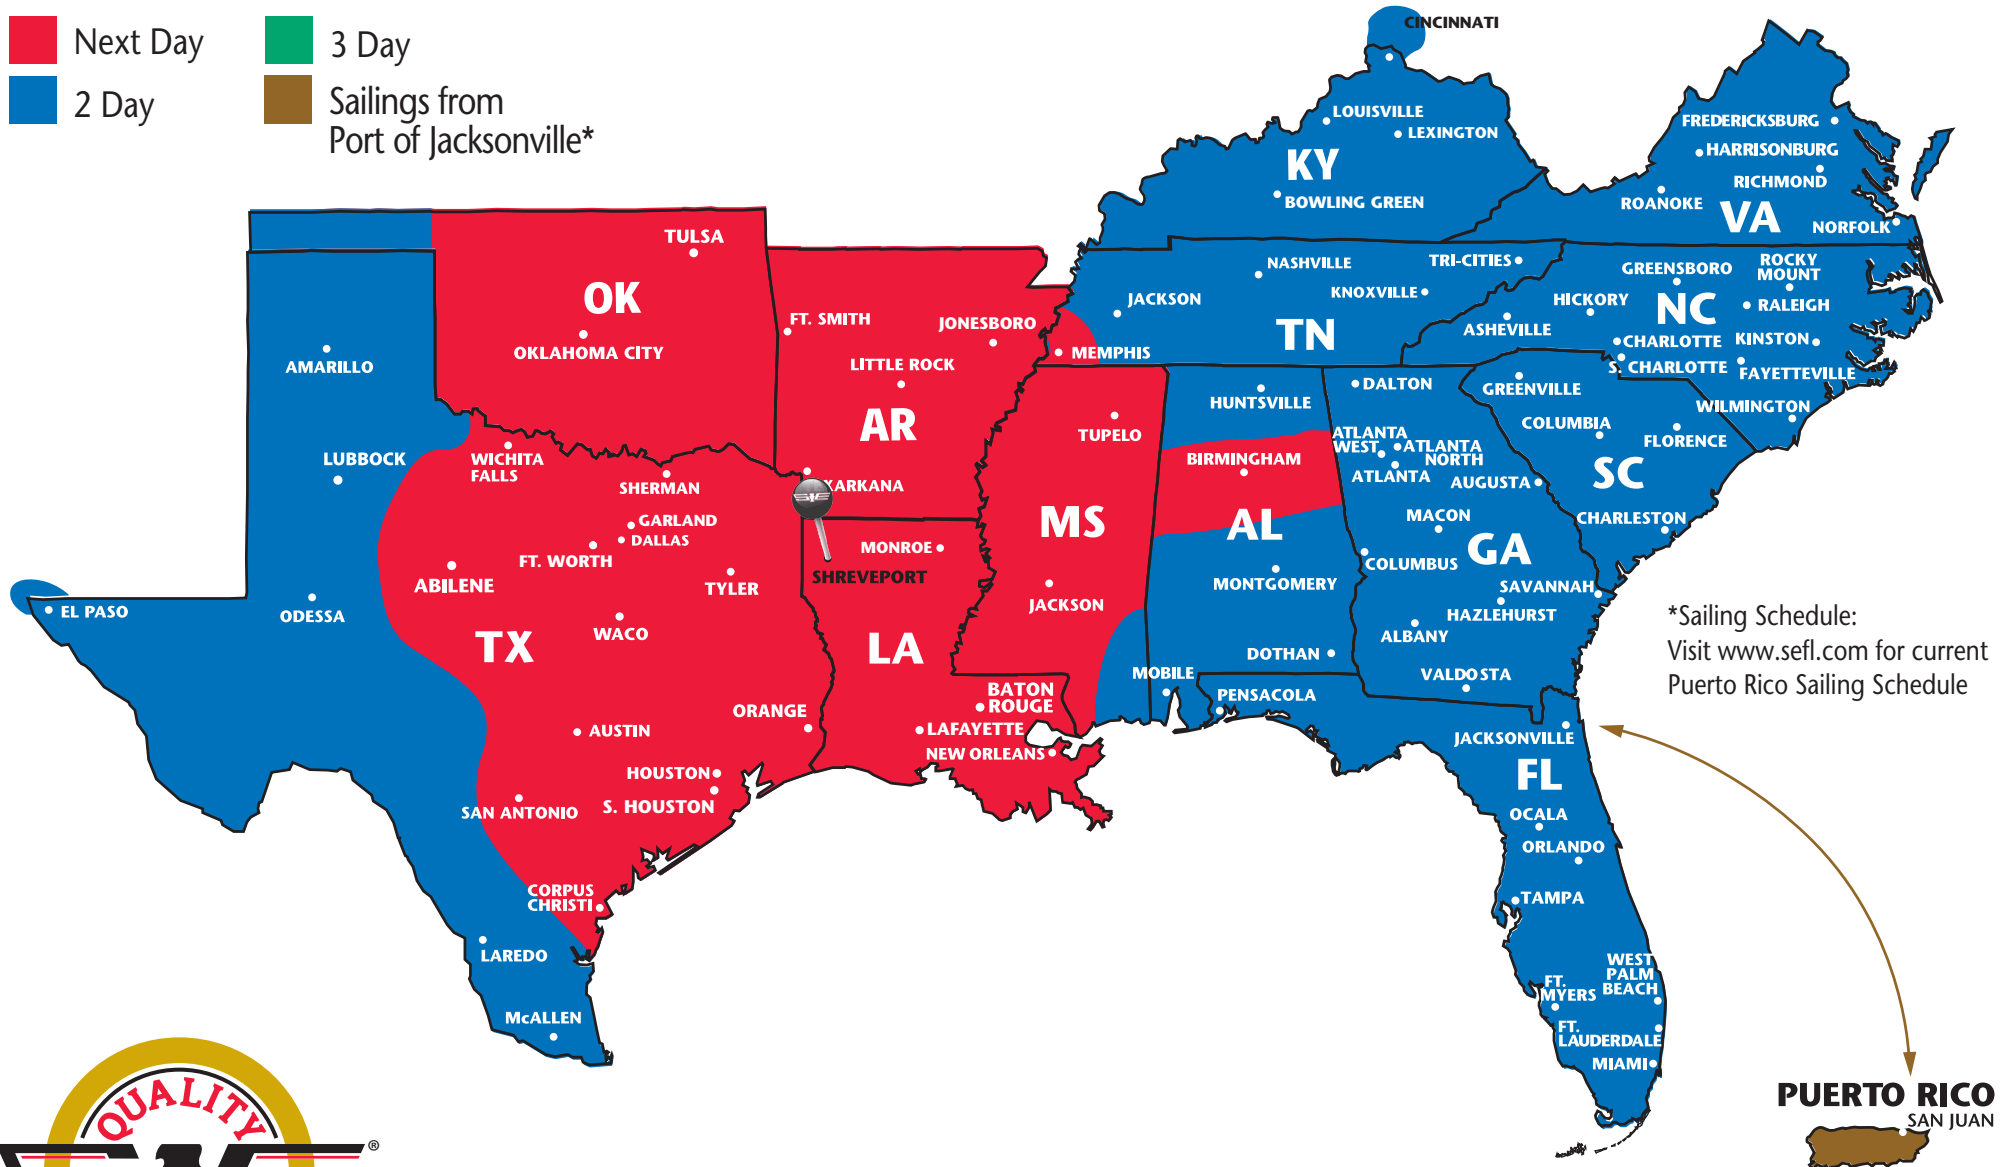 Next Day
3 Day
2 Day
Sailings from
Port of Jacksonville*
CINCINNATI
LOUISVILLE
LEXINGTON
KY
BOWLING GREEN
FREDERICKSBURG
HARRISONBURG
RICHMOND
ROANOKE
VA
NORFOLK
TULSA
OK
OKLAHOMA CITY
AMARILLO
LUBBOCK
FT. SMITH
JONESBORO
LITTLE ROCK
AR
XARKANA
NASHVILLE
TRI-CITIES
KNOXVILLE
JACKSON
TN
MEMPHIS
GREENSBORO
ROCKY
MOUNT
HICKORY
NC
RALEIGH
ASHEVILLE
CHARLOTTE
KINSTON
S. CHARLOTTE
FAYETTEVILLE
WILMINGTON
GREENVILLE
COLUMBIA
FLORENCE
SC
CHARLESTON
HUNTSVILLE
BIRMINGHAM
AL
MONTGOMERY
DOTHAN
MOBILE
DALTON
ATLANTA
WEST
ATLANTA
NORTH
ATLANTA
AUGUSTA
MACON
GA
COLUMBUS
SAVANNAH
HAZLEHURST
ALBANY
VALDOSTA
TUPELO
MS
JACKSON
WICHITA
FALLS
SHERMAN
GARLAND
DALLAS
FT. WORTH
ABILENE
TYLER
EL PASO
ODESSA
WACO
TX
AUSTIN
ORANGE
HOUSTON
S. HOUSTON
SAN ANTONIO
CORPUS
CHRISTI
LAREDO
McALLEN
MONROE
SHREVEPORT
LA
BATON
ROUGE
LAFAYETTE
NEW ORLEANS
PENSACOLA
JACKSONVILLE
FL
OCALA
ORLANDO
TAMPA
WEST
PALM
BEACH
FT.
MYERS
FT.
LAUDERDALE
MIAMI
*Sailing Schedule:
Visit www.sefl.com for current
Puerto Rico Sailing Schedule
PUERTO RICO
SAN JUAN
QUALITY
®